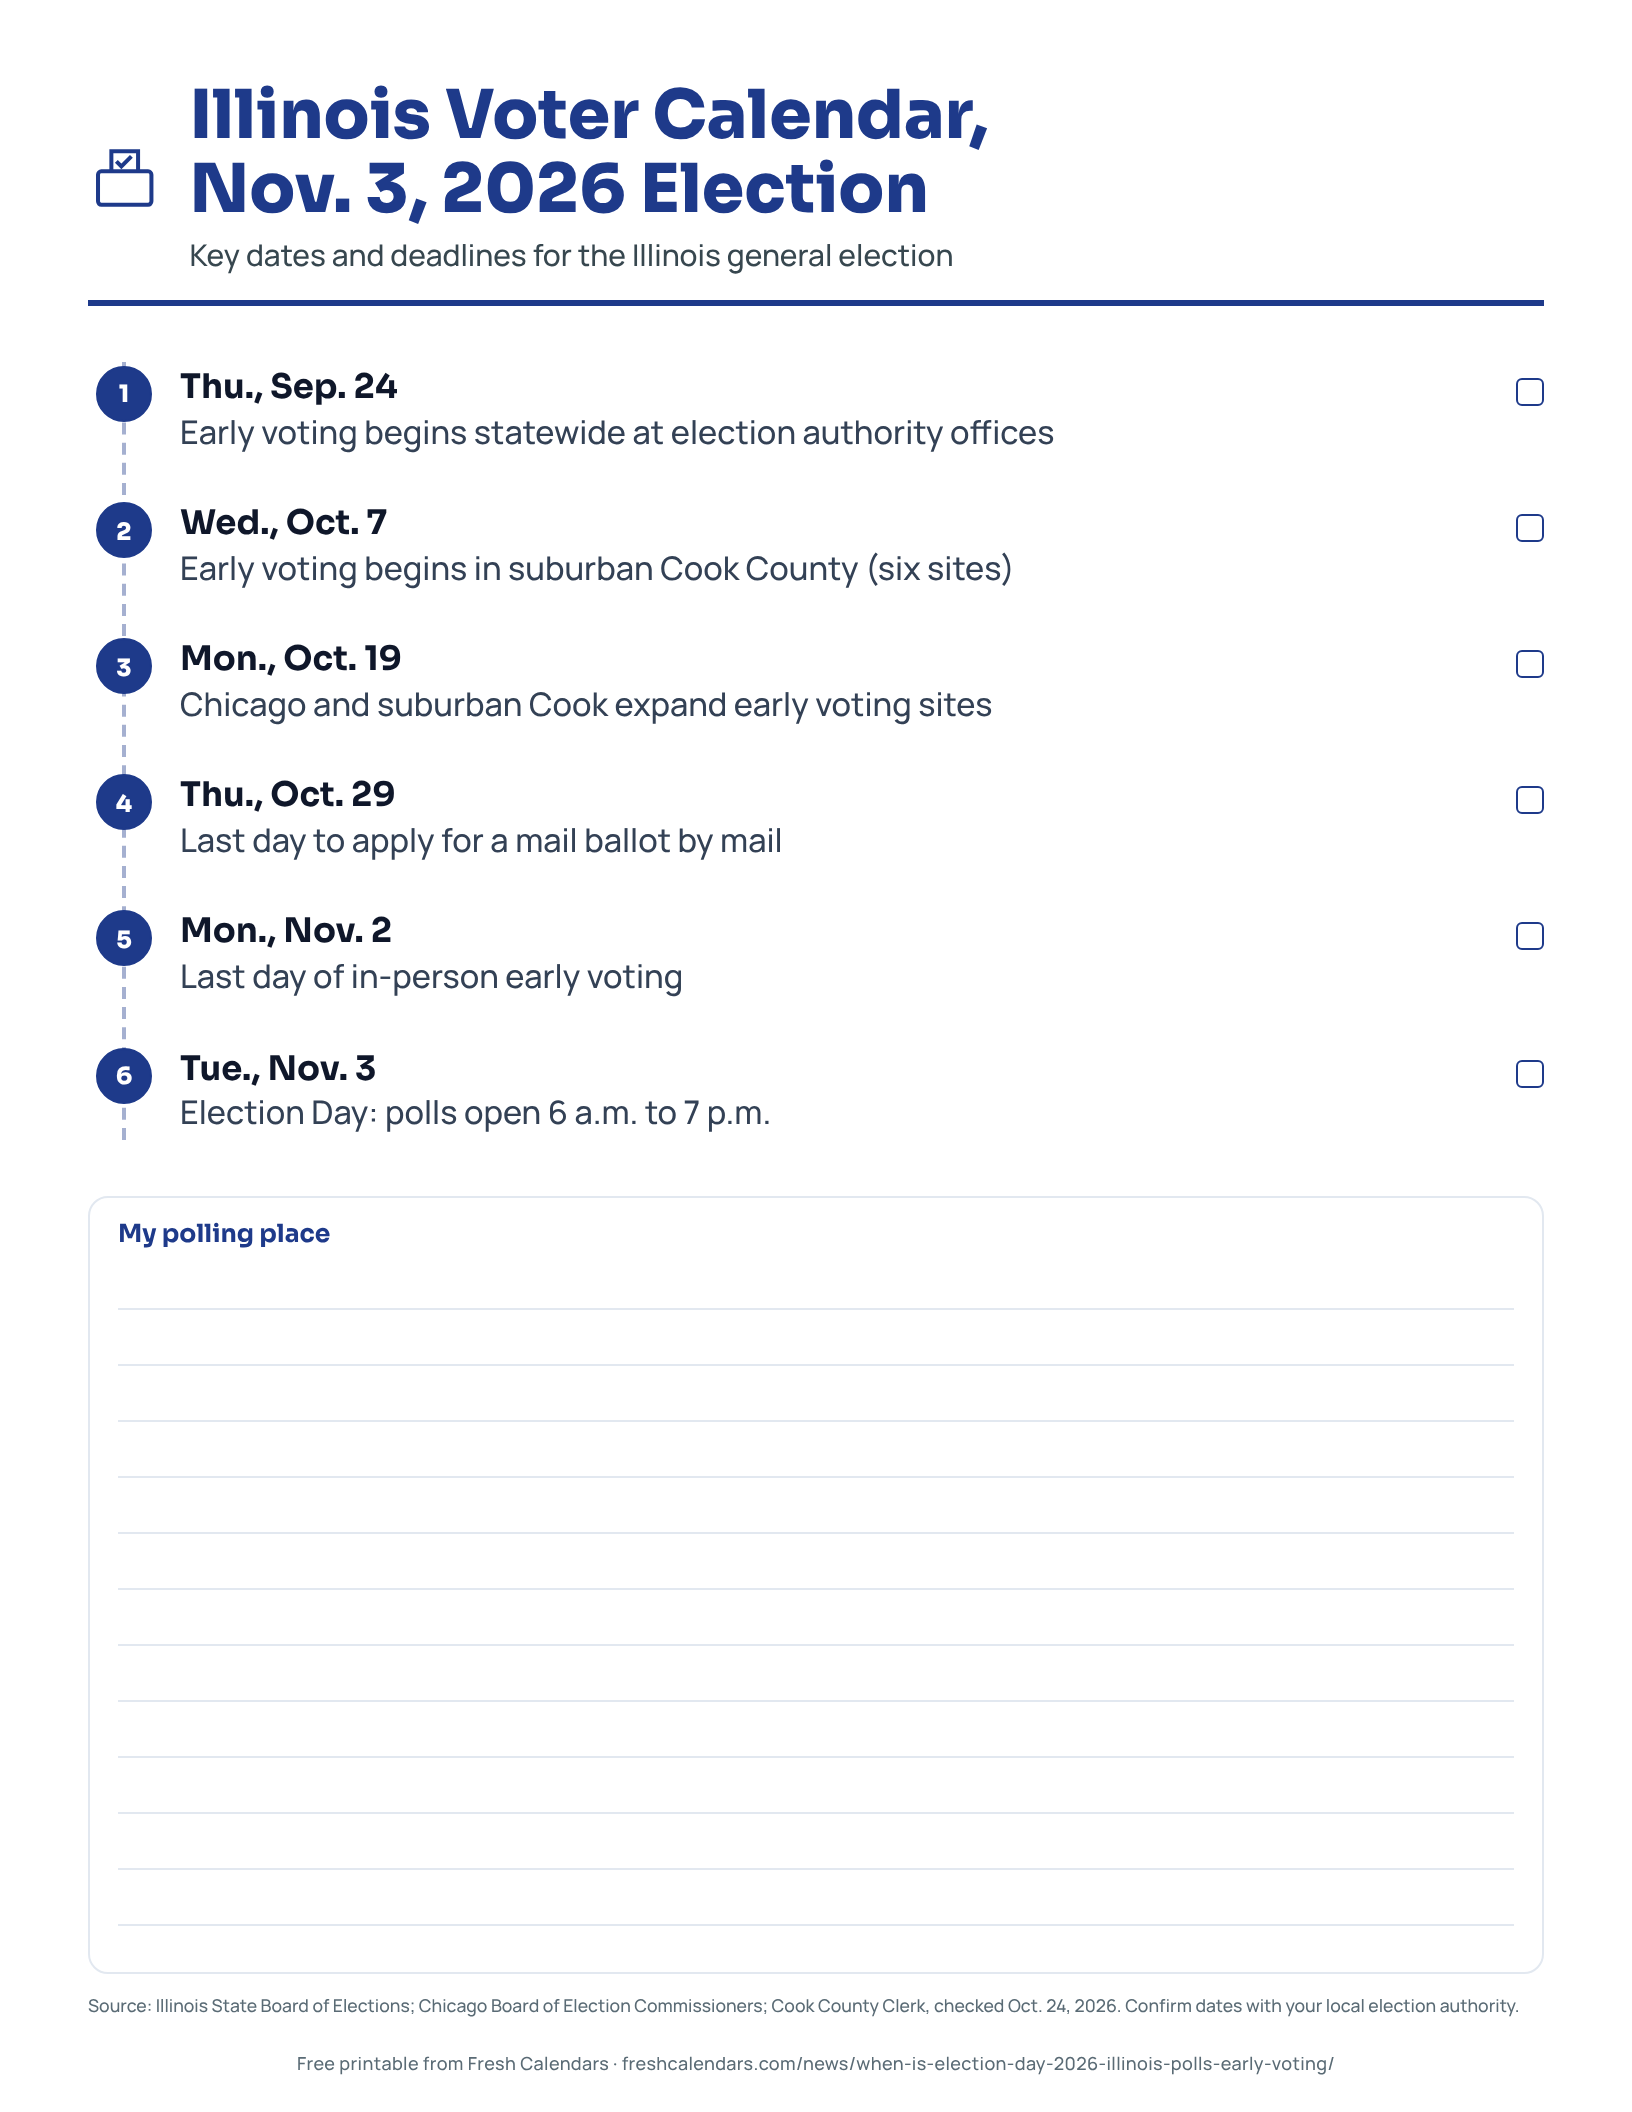 Illinois Voter Calendar,
Nov. 3, 2026 Election
Key dates and deadlines for the Illinois general election
1
Thu., Sep. 24
Early voting begins statewide at election authority offices
2
Wed., Oct. 7
Early voting begins in suburban Cook County (six sites)
3
Mon., Oct. 19
Chicago and suburban Cook expand early voting sites
4
Thu., Oct. 29
Last day to apply for a mail ballot by mail
5
Mon., Nov. 2
Last day of in-person early voting
6
Tue., Nov. 3
Election Day: polls open 6 a.m. to 7 p.m.
My polling place
Source: Illinois State Board of Elections; Chicago Board of Election Commissioners; Cook County Clerk, checked Oct. 24, 2026. Confirm dates with your local election authority.
Free printable from Fresh Calendars · freshcalendars.com/news/when-is-election-day-2026-illinois-polls-early-voting/